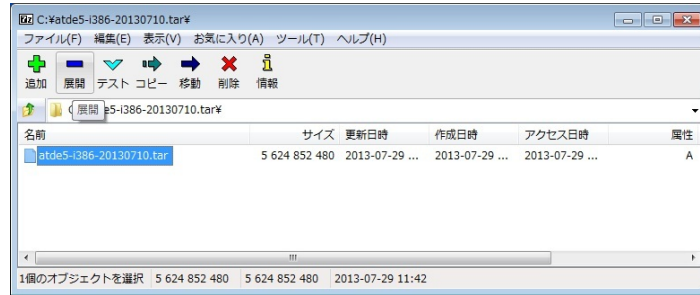 C:¥atde5-i386-20130710.tar¥
ファイル(F) 編集(E) 表示(V) お気に入り(A) ツール(T) ヘルプ(H)
追加 展開 テスト コピー 移動 削除 情報
展開 e5-i386-20130710.tar¥
名前 サイズ 更新日時 作成日時 アクセス日時 属性
atde5-i386-20130710.tar 5 624 852 480 2013-07-29 ... 2013-07-29 ... 2013-07-29 ... A
1個のオブジェクトを選択 5 624 852 480 5 624 852 480 2013-07-29 11:42